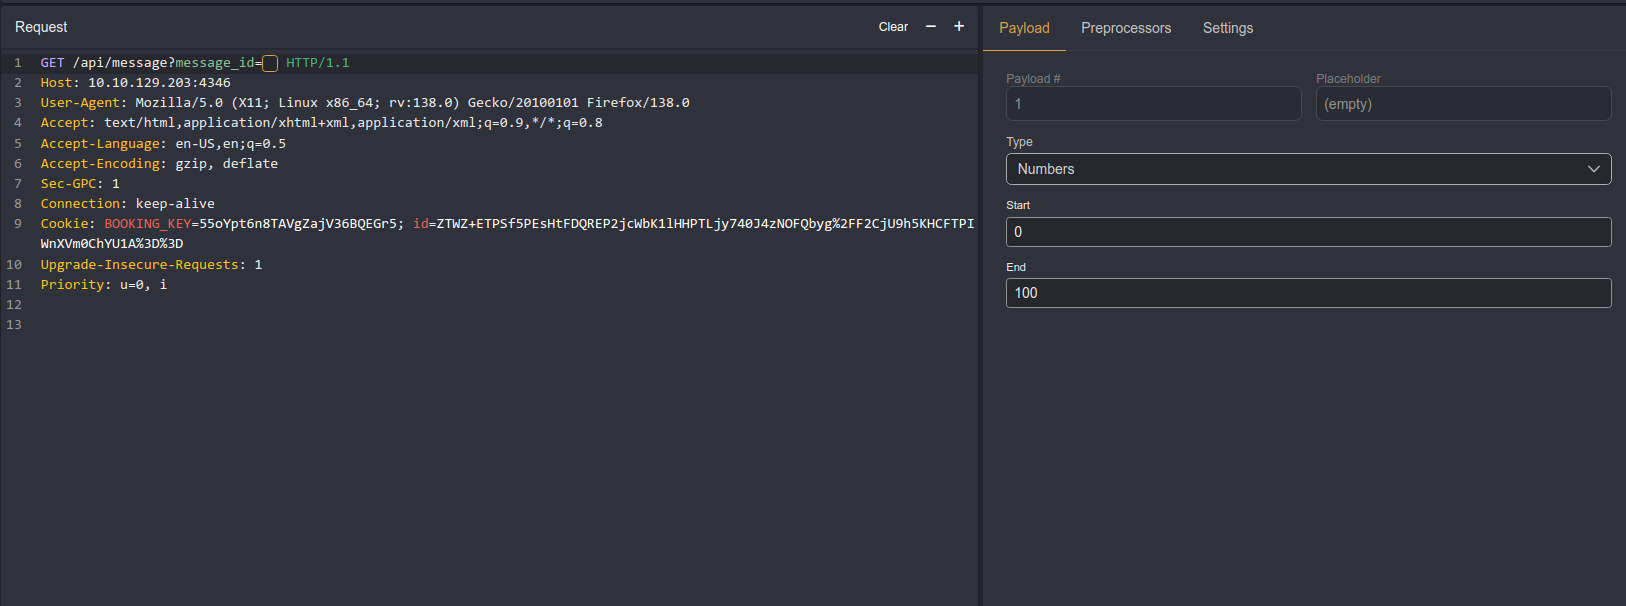 Request
Clear − +
1 GET /api/message?message_id= HTTP/1.1
2 Host: 10.10.129.203:4346
3 User-Agent: Mozilla/5.0 (X11; Linux x86_64; rv:138.0) Gecko/20100101 Firefox/138.0
4 Accept: text/html,application/xhtml+xml,application/xml;q=0.9,*/*;q=0.8
5 Accept-Language: en-US,en;q=0.5
6 Accept-Encoding: gzip, deflate
7 Sec-GPC: 1
8 Connection: keep-alive
9 Cookie: BOOKING_KEY=55oYpt6n8TAVgZajV36BQEGr5; id=ZTWZ+ETPSf5PEsHtFDQREP2jcWbK1lHHPTLjy740J4zNOFQbyg%2FF2CjU9h5KHCFTPI
WnXVm0ChYU1A%3D%3D
10 Upgrade-Insecure-Requests: 1
11 Priority: u=0, i
12
13
Payload Preprocessors Settings
Payload # Placeholder
1 (empty)
Type
Numbers
Start
0
End
100